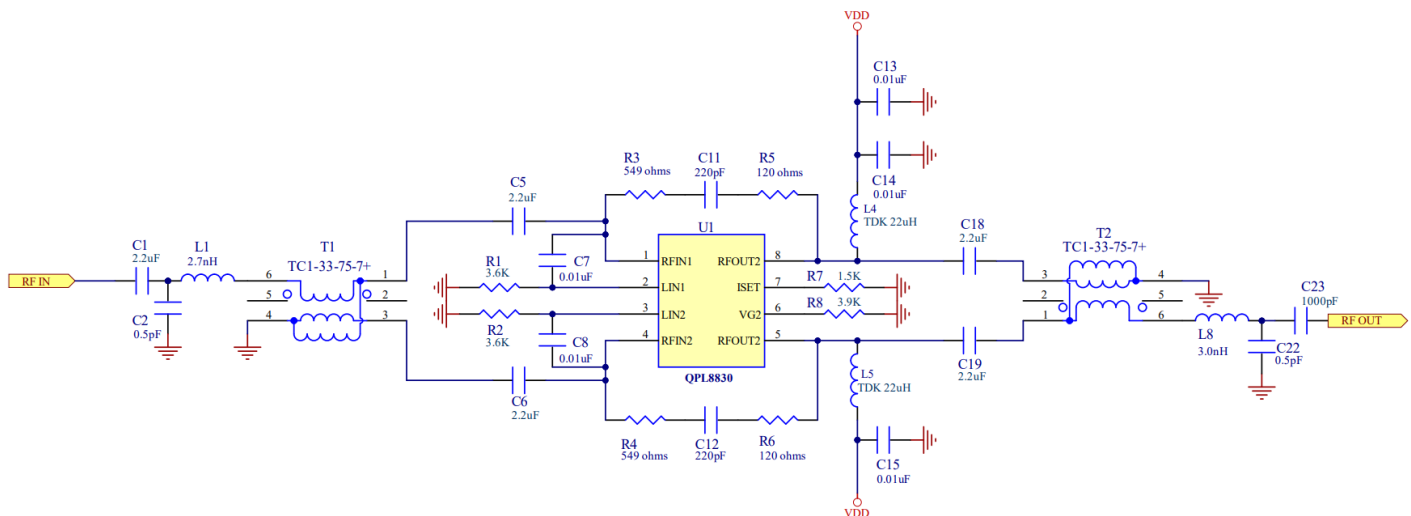 VDD
C13
0.01uF
R3
549 ohms
C11
220pF
R5
120 ohms
C14
0.01uF
C5
2.2uF
L4
TDK 22uH
U1
C18
2.2uF
T2
TC1-33-75-7+
C1
2.2uF
L1
2.7nH
T1
TC1-33-75-7+
RF IN
6
1
5
2
4
3
C2
0.5pF
R1
3.6K
C7
0.01uF
1
RFIN1
RFOUT2
8
2
LIN1
ISET
7
R7
1.5K
3
LIN2
VG2
6
R8
3.9K
4
RFIN2
RFOUT2
5
R2
3.6K
C8
0.01uF
QPL8830
3
4
2
5
1
6
C23
1000pF
RF OUT
L8
3.0nH
C22
0.5pF
C19
2.2uF
L5
TDK 22uH
C6
2.2uF
R4
549 ohms
C12
220pF
R6
120 ohms
C15
0.01uF
VDD